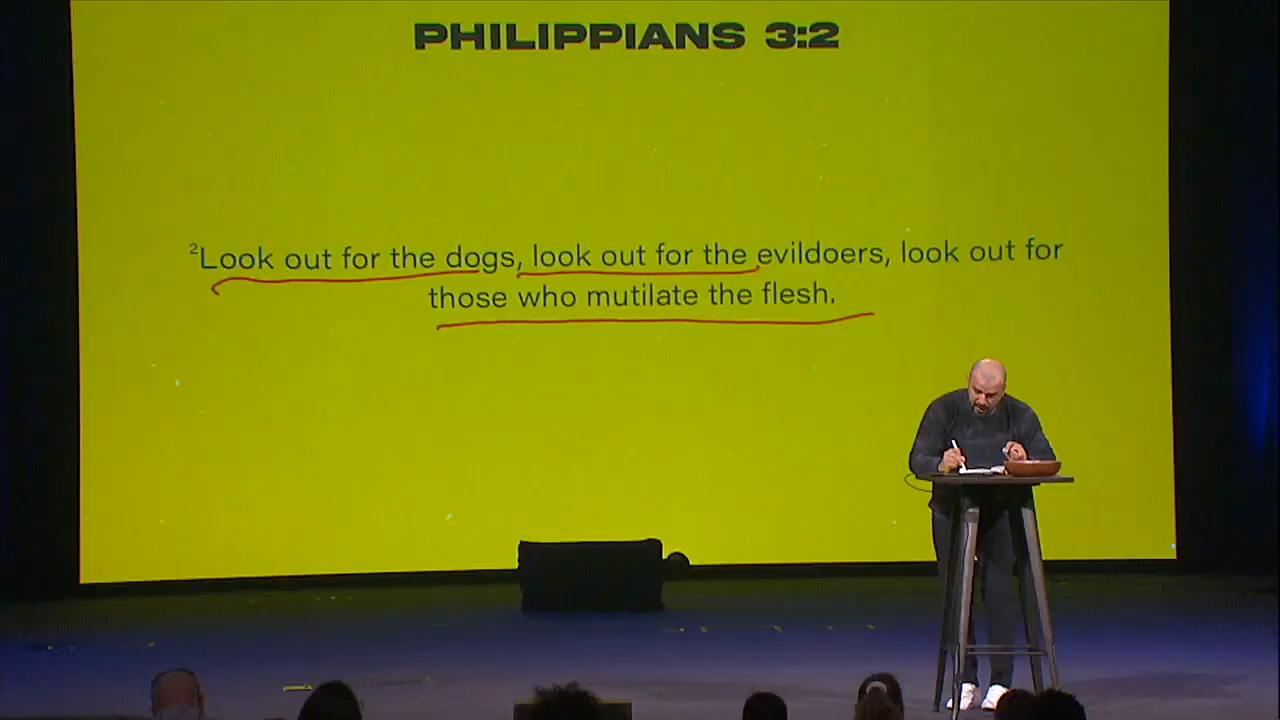 PHILIPPIANS 3:2
²Look out for the dogs, look out for the evildoers, look out for
those who mutilate the flesh.